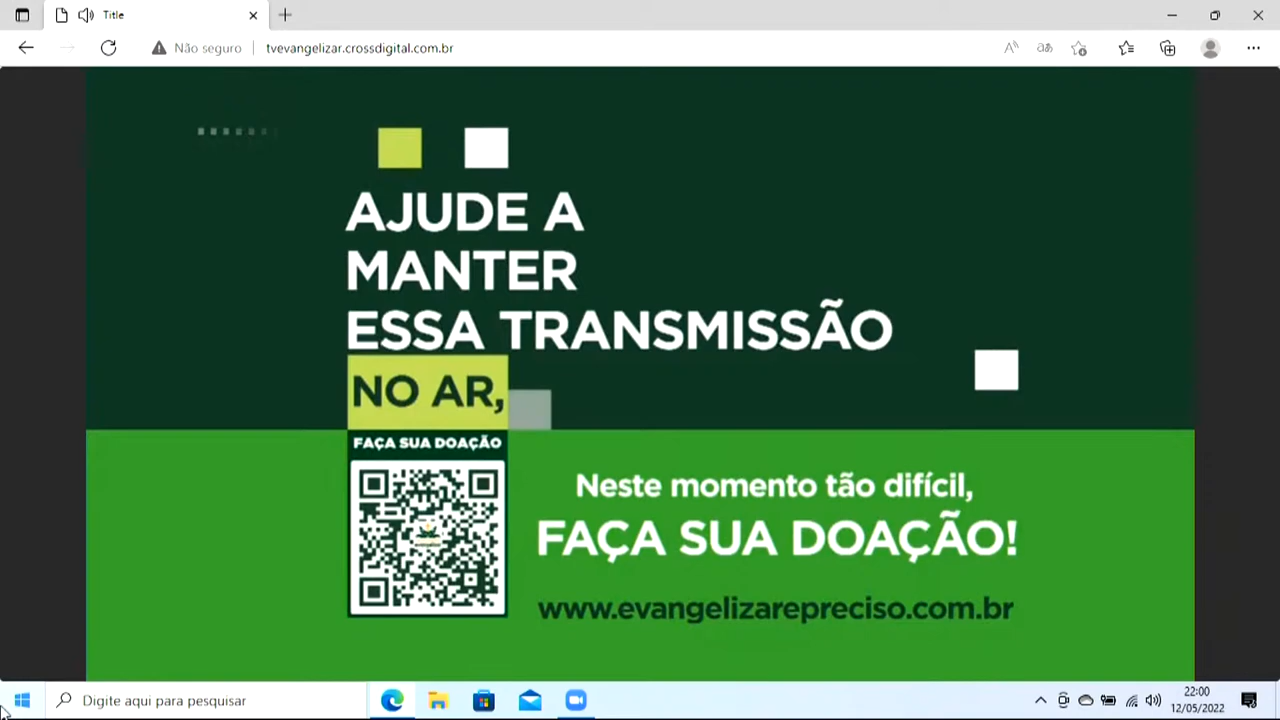 Title
Não seguro
tvevangelizar.crossdigital.com.br
AJUDE A
MANTER
ESSA TRANSMISSÃO
NO AR,
FAÇA SUA DOAÇÃO
Neste momento tão difícil,
FAÇA SUA DOAÇÃO!
www.evangelizarepreciso.com.br
Digite aqui para pesquisar
22:00
12/05/2022